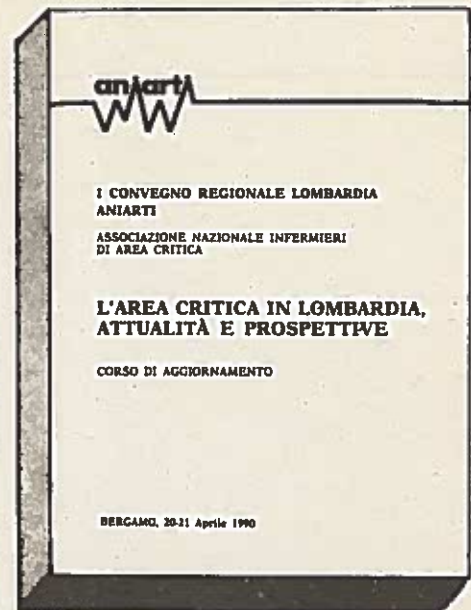 aniarti
I CONVEGNO REGIONALE LOMBARDIA
ANIARTI
ASSOCIAZIONE NAZIONALE INFERMIERI
DI AREA CRITICA
L'AREA CRITICA IN LOMBARDIA,
ATTUALITÀ E PROSPETTIVE
CORSO DI AGGIORNAMENTO
BERGAMO, 20-21 Aprile 1990